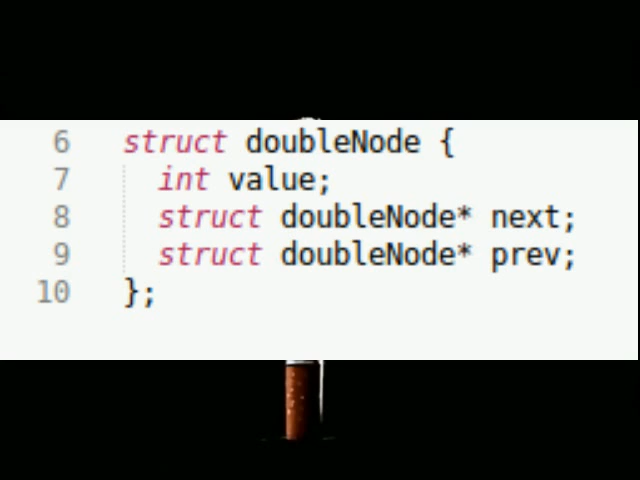 6 struct doubleNode {
7 int value;
8 struct doubleNode* next;
9 struct doubleNode* prev;
10 };